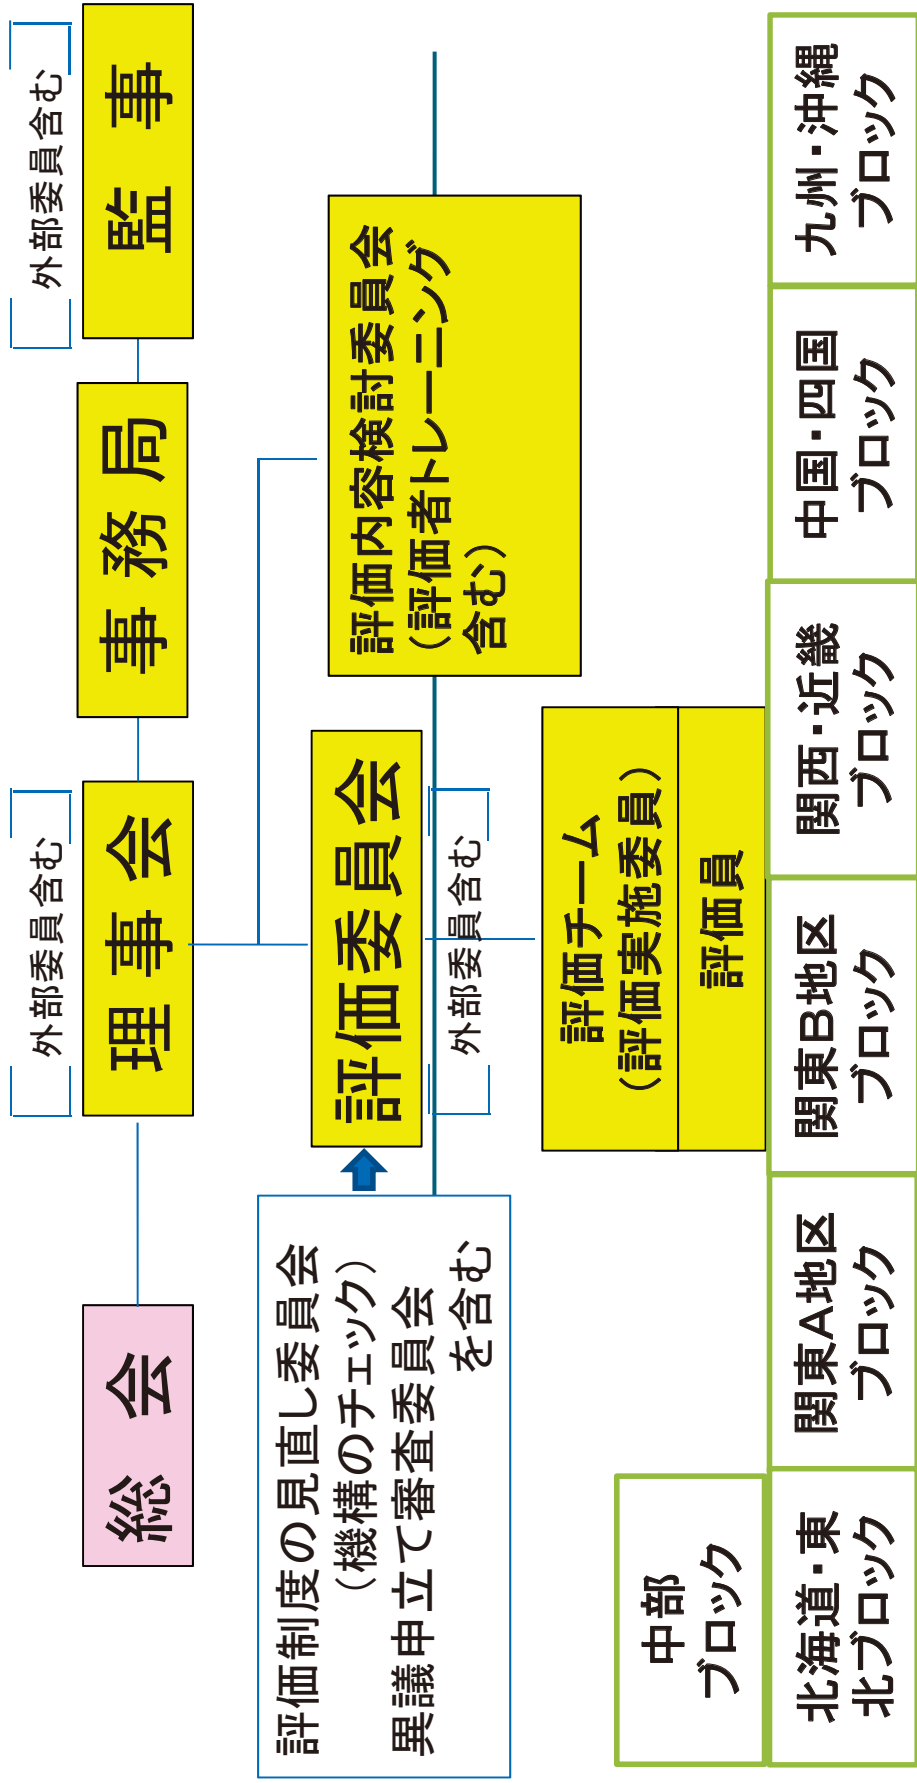 外部委員含む
外部委員含む
総 会
理 事 会
事 務 局
監 事
評価制度の見直し委員会
（機構のチェック）
異議申立て審査委員会
を含む
評価委員会
外部委員含む
評価内容検討委員会
（評価者トレーニング
含む）
評価チーム
（評価実施委員）
評価員
中部
ブロック
北海道・東
北ブロック
関東A地区
ブロック
関東B地区
ブロック
関西・近畿
ブロック
中国・四国
ブロック
九州・沖縄
ブロック